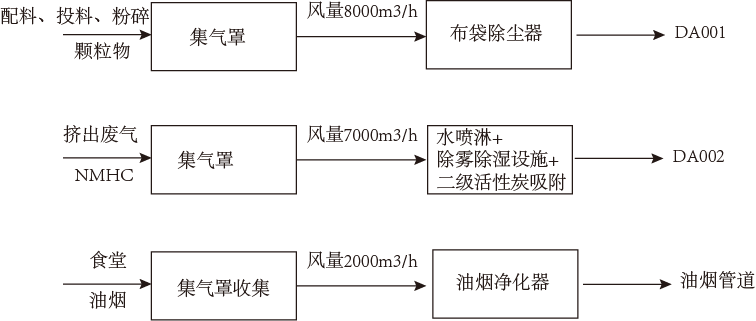 配料、投料、粉碎
颗粒物
集气罩
风量8000m3/h
布袋除尘器
DA001
挤出废气
NMHC
集气罩
风量7000m3/h
水喷淋+
除雾除湿设施+
二级活性炭吸附
DA002
食堂
油烟
集气罩收集
风量2000m3/h
油烟净化器
油烟管道